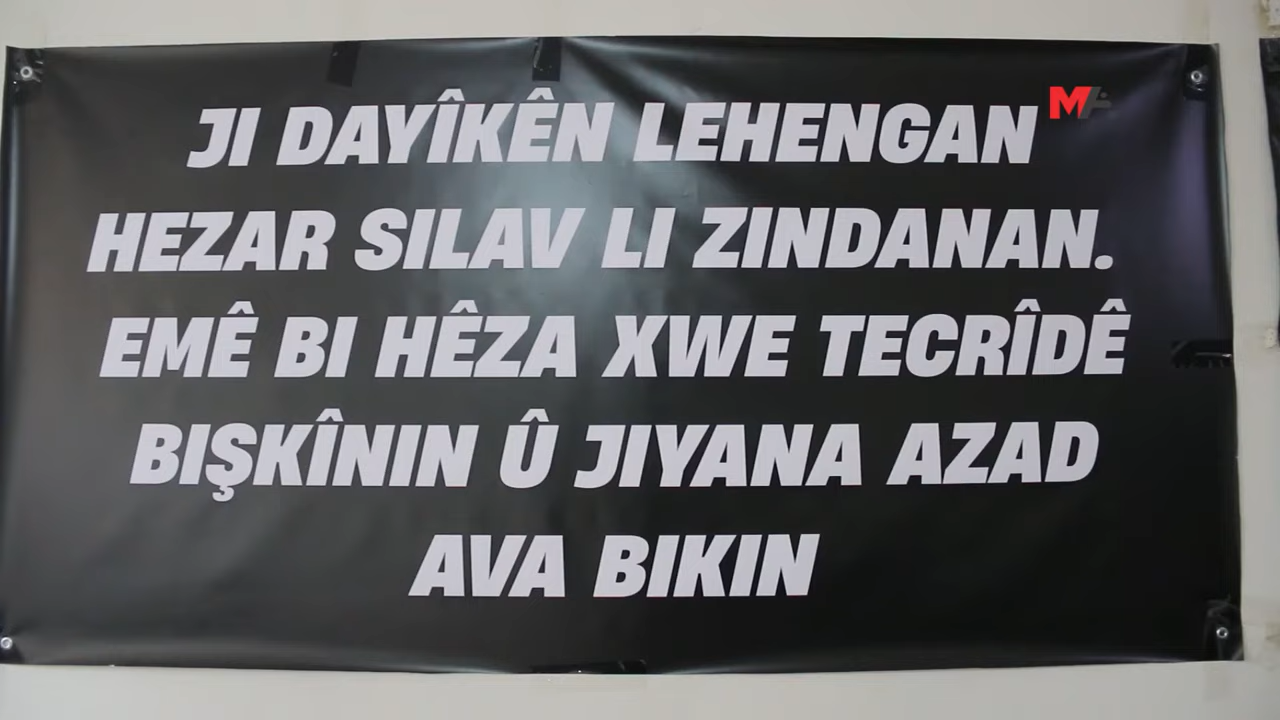 JI DAYÎKÊN LEHENGAN
MA
HEZAR SILAV LI ZINDANAN.
EMÊ BI HÊZA XWE TECRÎDÊ
BIŞKÎNIN Û JIYANA AZAD
AVA BIKIN